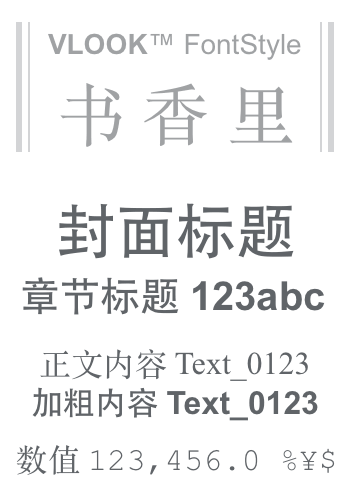 VLOOK™ FontStyle
书香里
封面标题
章节标题 123abc
正文内容 Text_0123
加粗内容 Text_0123
数值 123,456.0 %¥$